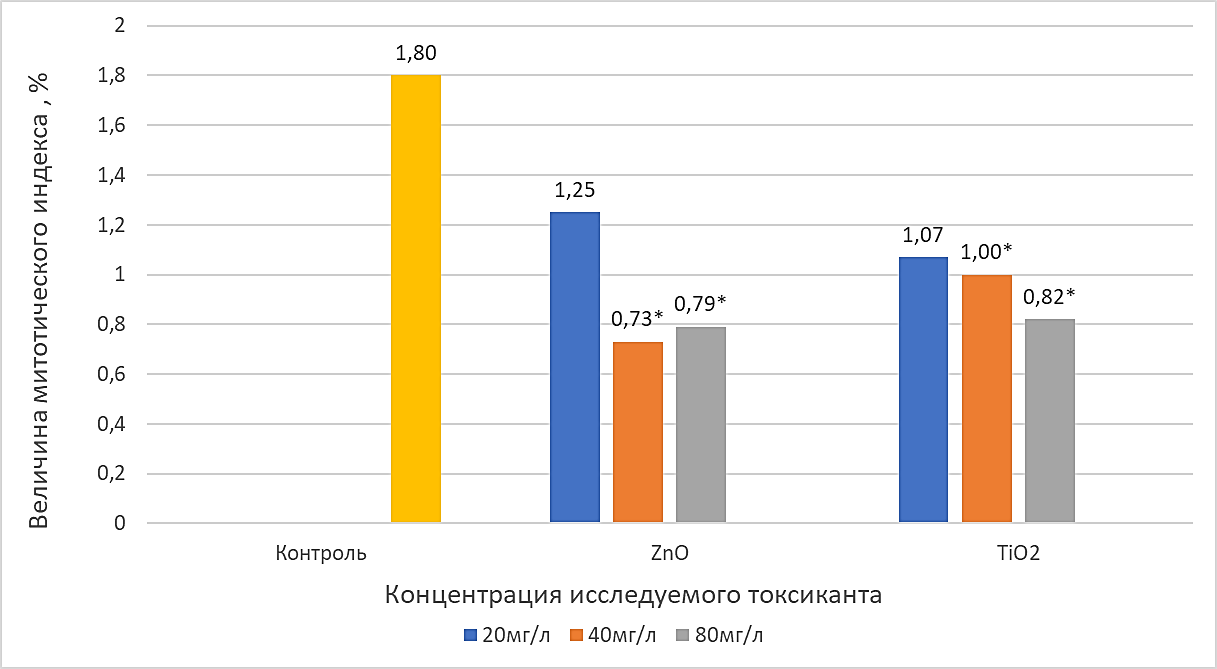 Величина митотического индекса , %
2
1,8
1,6
1,4
1,2
1
0,8
0,6
0,4
0,2
0
1,80
1,25
0,73*
0,79*
1,07
1,00*
0,82*
Контроль
ZnO
TiO2
Концентрация исследуемого токсиканта
20мг/л
40мг/л
80мг/л